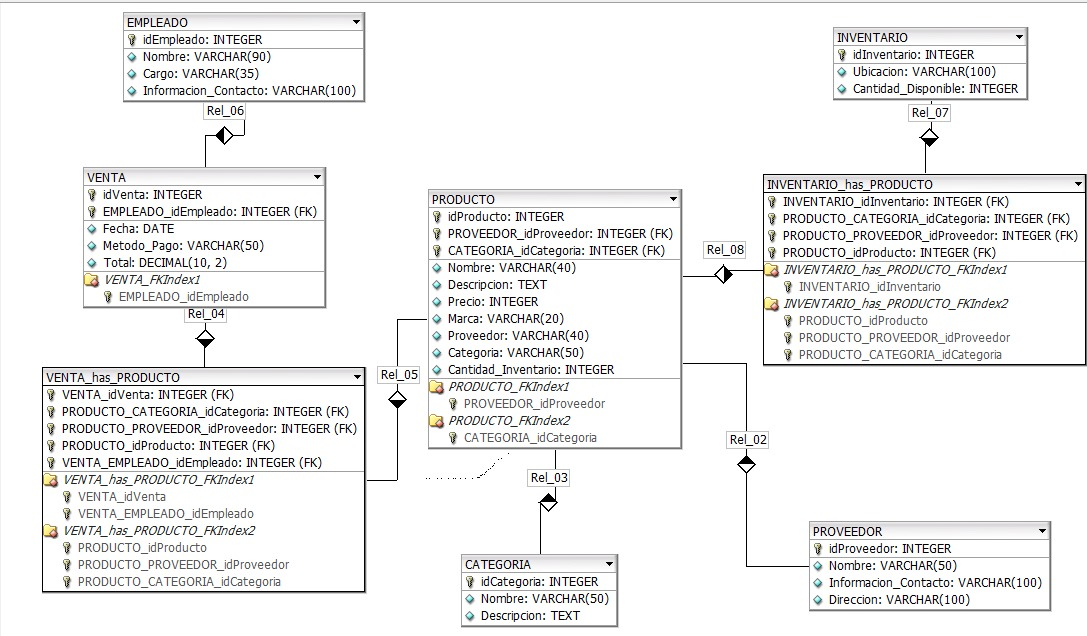 EMPLEADO
idEmpleado: INTEGER
Nombre: VARCHAR(90)
Cargo: VARCHAR(35)
Informacion_Contacto: VARCHAR(100)
Rel_06
VENTA
idVenta: INTEGER
EMPLEADO_idEmpleado: INTEGER (FK)
Fecha: DATE
Metodo_Pago: VARCHAR(50)
Total: DECIMAL(10, 2)
VENTA_FKIndex1
EMPLEADO_idEmpleado
Rel_04
VENTA_has_PRODUCTO
VENTA_idVenta: INTEGER (FK)
PRODUCTO_CATEGORIA_idCategoria: INTEGER (FK)
PRODUCTO_PROVEEDOR_idProveedor: INTEGER (FK)
PRODUCTO_idProducto: INTEGER (FK)
VENTA_EMPLEADO_idEmpleado: INTEGER (FK)
VENTA_has_PRODUCTO_FKIndex1
VENTA_idVenta
VENTA_EMPLEADO_idEmpleado
VENTA_has_PRODUCTO_FKIndex2
PRODUCTO_idProducto
PRODUCTO_PROVEEDOR_idProveedor
PRODUCTO_CATEGORIA_idCategoria
Rel_05
PRODUCTO
idProducto: INTEGER
PROVEEDOR_idProveedor: INTEGER (FK)
CATEGORIA_idCategoria: INTEGER (FK)
Nombre: VARCHAR(40)
Descripcion: TEXT
Precio: INTEGER
Marca: VARCHAR(20)
Proveedor: VARCHAR(40)
Categoria: VARCHAR(50)
Cantidad_Inventario: INTEGER
PRODUCTO_FKIndex1
PROVEEDOR_idProveedor
PRODUCTO_FKIndex2
CATEGORIA_idCategoria
Rel_03
CATEGORIA
idCategoria: INTEGER
Nombre: VARCHAR(50)
Descripcion: TEXT
INVENTARIO
idInventario: INTEGER
Ubicacion: VARCHAR(100)
Cantidad_Disponible: INTEGER
Rel_07
INVENTARIO_has_PRODUCTO
INVENTARIO_idInventario: INTEGER (FK)
PRODUCTO_CATEGORIA_idCategoria: INTEGER (FK)
PRODUCTO_PROVEEDOR_idProveedor: INTEGER (FK)
PRODUCTO_idProducto: INTEGER (FK)
INVENTARIO_has_PRODUCTO_FKIndex1
INVENTARIO_idInventario
INVENTARIO_has_PRODUCTO_FKIndex2
PRODUCTO_idProducto
PRODUCTO_PROVEEDOR_idProveedor
PRODUCTO_CATEGORIA_idCategoria
Rel_08
Rel_02
PROVEEDOR
idProveedor: INTEGER
Nombre: VARCHAR(50)
Informacion_Contacto: VARCHAR(100)
Direccion: VARCHAR(100)